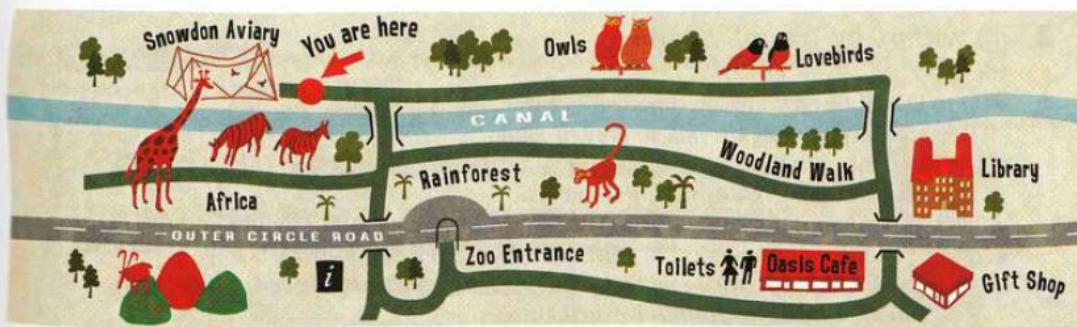 Snowdon Aviary
You are here
Owls
Lovebirds
CANAL
Woodland Walk
Library
Rainforest
Africa
OUTER CIRCLE ROAD
i
Zoo Entrance
Toilets
Oasis Cafe
Gift Shop